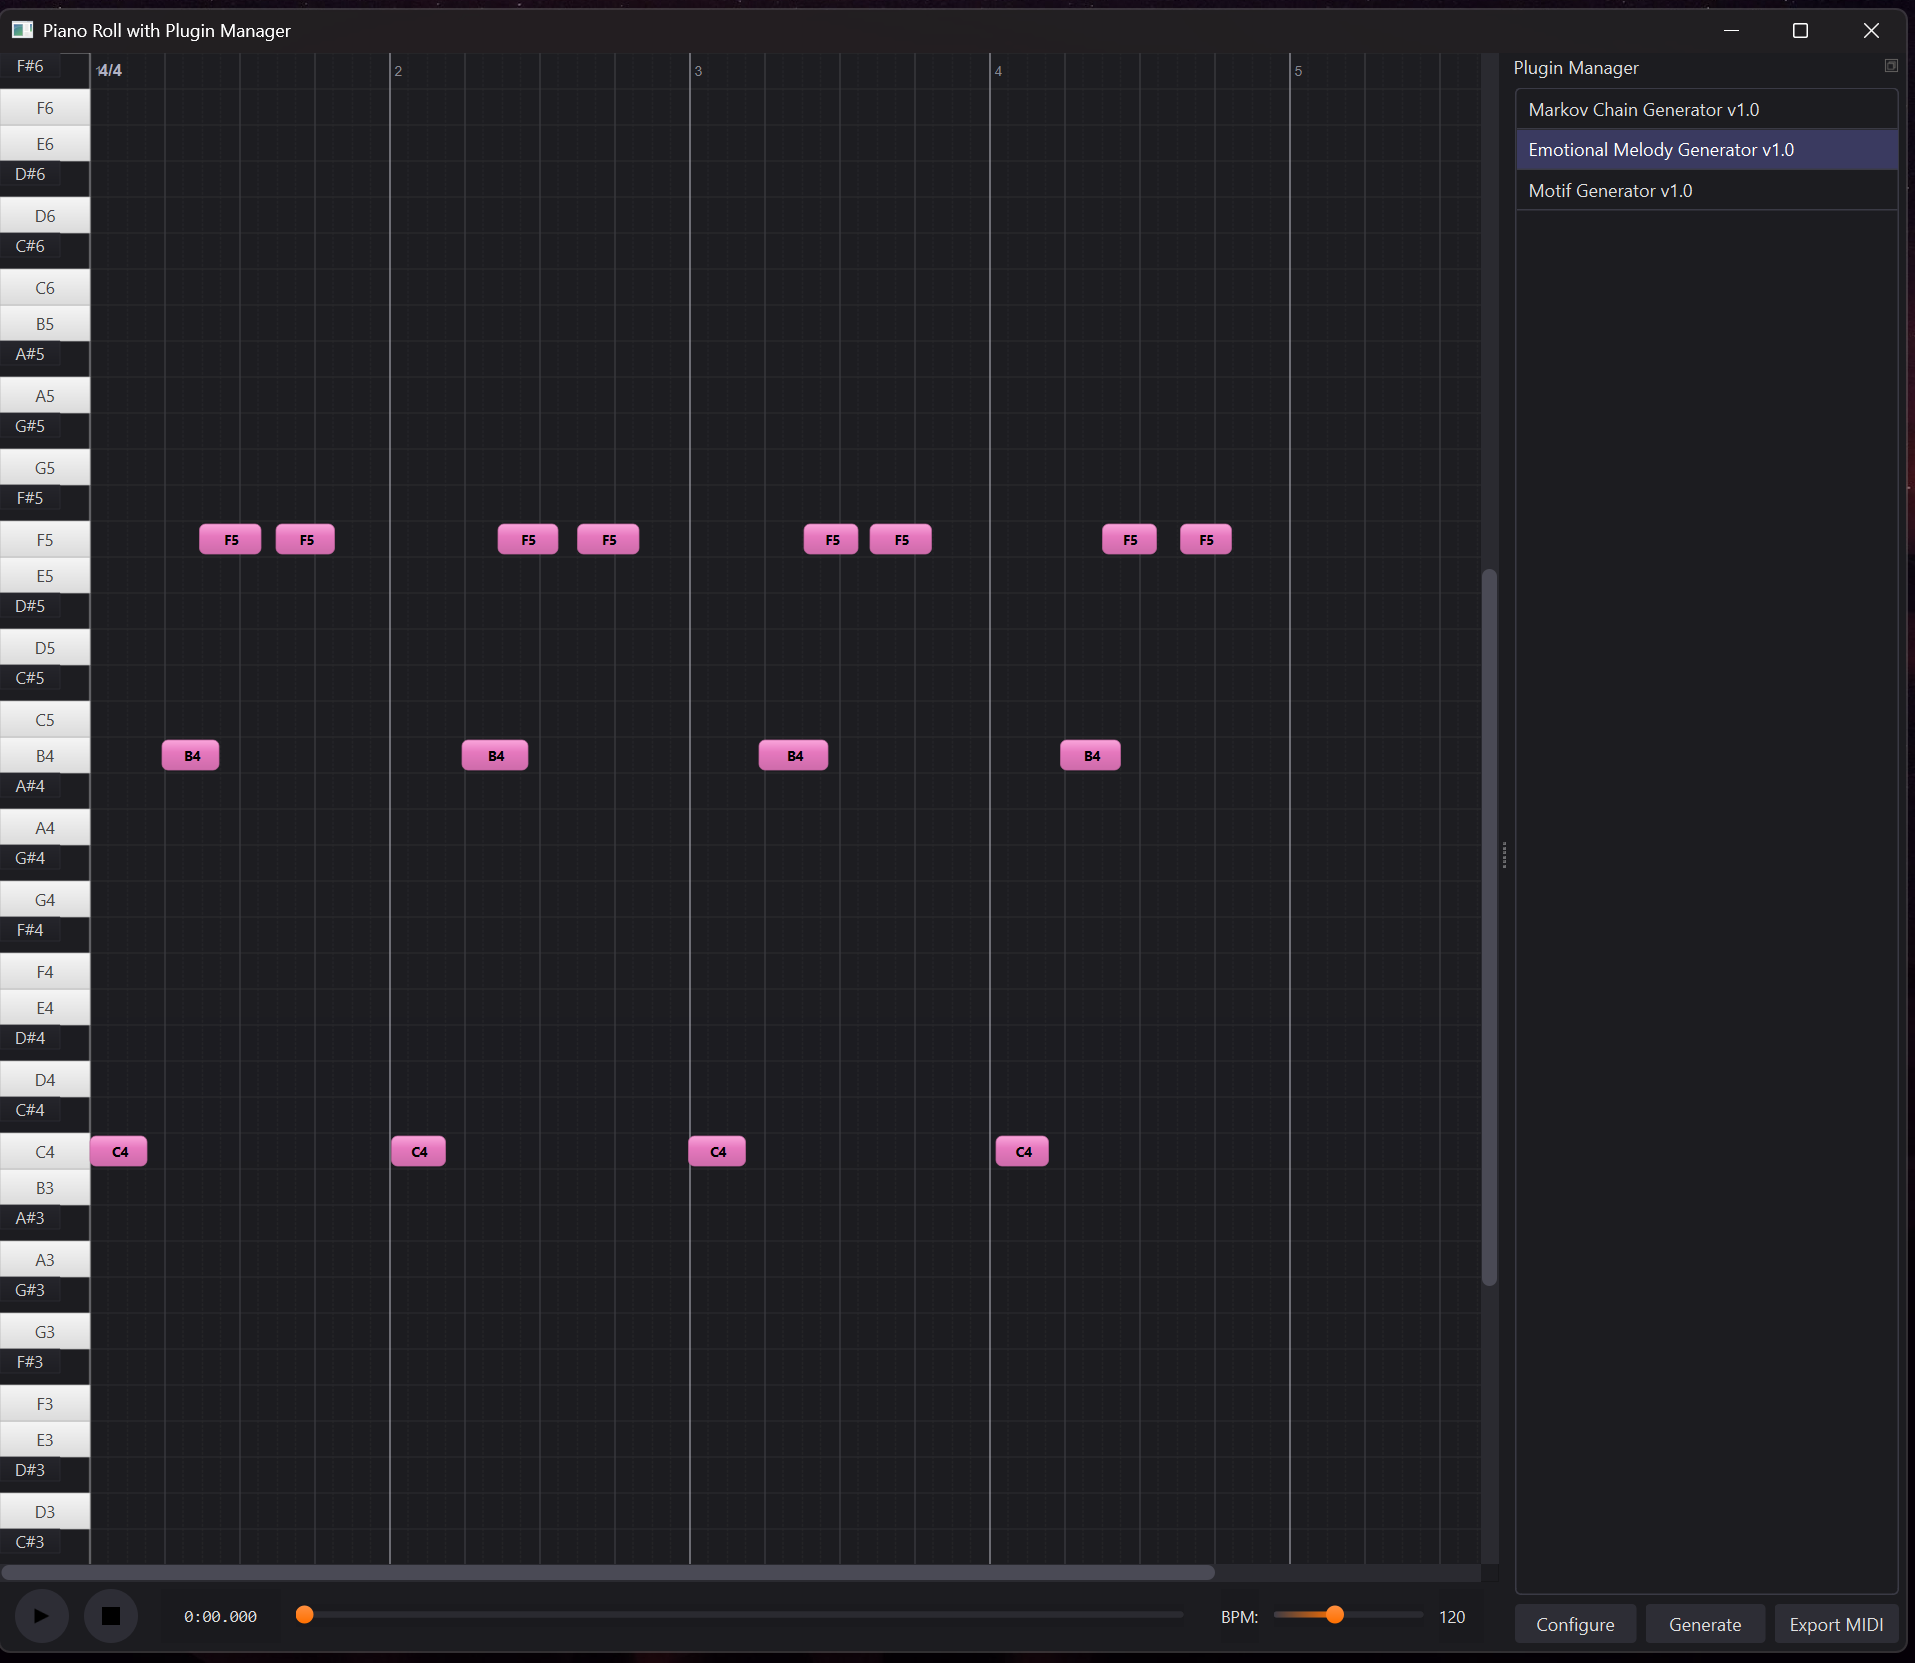 Piano Roll with Plugin Manager
F#6
4/4
2
3
4
5
F6
E6
D#6
D6
C#6
C6
B5
A#5
A5
G#5
G5
F#5
F5
F5 F5 F5 F5 F5 F5 F5 F5
E5
D#5
D5
C#5
C5
B4
B4 B4 B4 B4
A#4
A4
G#4
G4
F#4
F4
E4
D#4
D4
C#4
C4
C4 C4 C4 C4
B3
A#3
A3
G#3
G3
F#3
F3
E3
D#3
D3
C#3
0:00.000
BPM:
120
Plugin Manager
Markov Chain Generator v1.0
Emotional Melody Generator v1.0
Motif Generator v1.0
Configure
Generate
Export MIDI